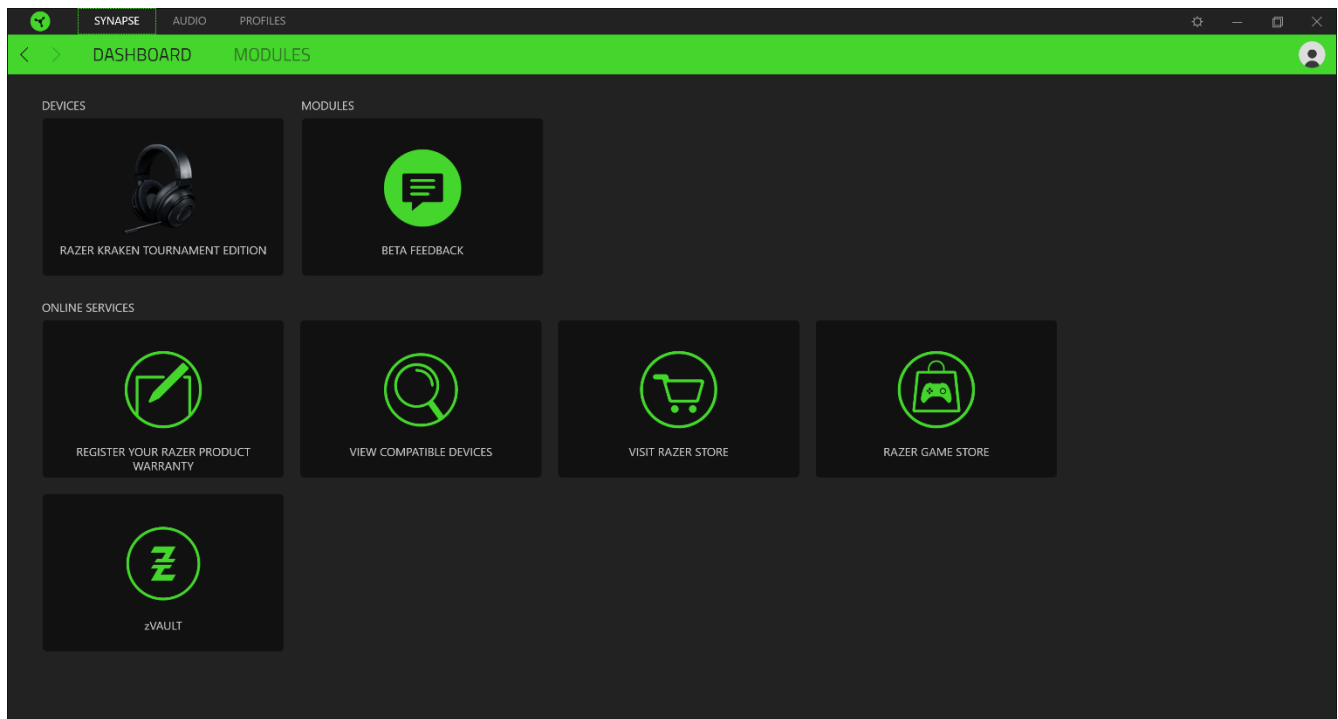 SYNAPSE AUDIO PROFILES
DASHBOARD MODULES
DEVICES MODULES
RAZER KRAKEN TOURNAMENT EDITION BETA FEEDBACK
ONLINE SERVICES
REGISTER YOUR RAZER PRODUCT
WARRANTY
VIEW COMPATIBLE DEVICES
VISIT RAZER STORE
RAZER GAME STORE
zVAULT